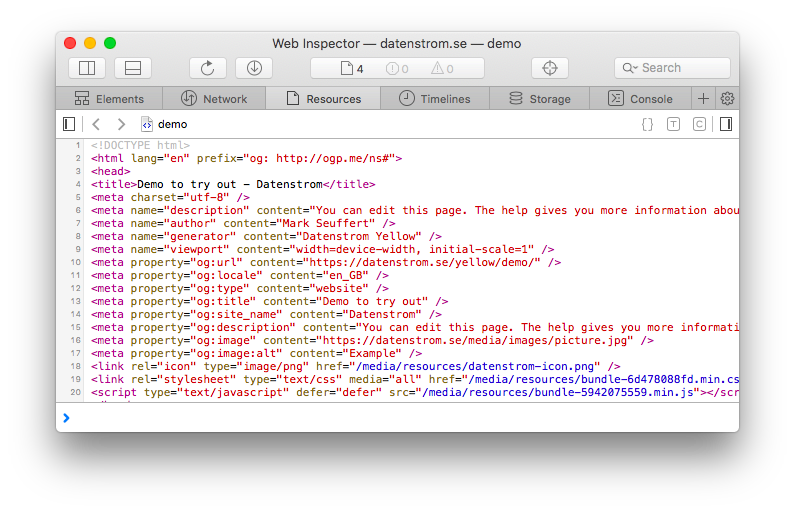 Web Inspector — datenstrom.se — demo
4 0 0 Search
Elements Network Resources Timelines Storage Console
demo {} T C
1 <!DOCTYPE html>
2 <html lang="en" prefix="og: http://ogp.me/ns#">
3 <head>
4 <title>Demo to try out - Datenstrom</title>
5 <meta charset="utf-8" />
6 <meta name="description" content="You can edit this page. The help gives you more information abou
7 <meta name="author" content="Mark Seuffert" />
8 <meta name="generator" content="Datenstrom Yellow" />
9 <meta name="viewport" content="width=device-width, initial-scale=1" />
10 <meta property="og:url" content="https://datenstrom.se/yellow/demo/" />
11 <meta property="og:locale" content="en_GB" />
12 <meta property="og:type" content="website" />
13 <meta property="og:title" content="Demo to try out" />
14 <meta property="og:site_name" content="Datenstrom" />
15 <meta property="og:description" content="You can edit this page. The help gives you more informati
16 <meta property="og:image" content="https://datenstrom.se/media/images/picture.jpg" />
17 <meta property="og:image:alt" content="Example" />
18 <link rel="icon" type="image/png" href="/media/resources/datenstrom-icon.png" />
19 <link rel="stylesheet" type="text/css" media="all" href="/media/resources/bundle-6d478088fd.min.cs
20 <script type="text/javascript" defer="defer" src="/media/resources/bundle-5942075559.min.js"></scr